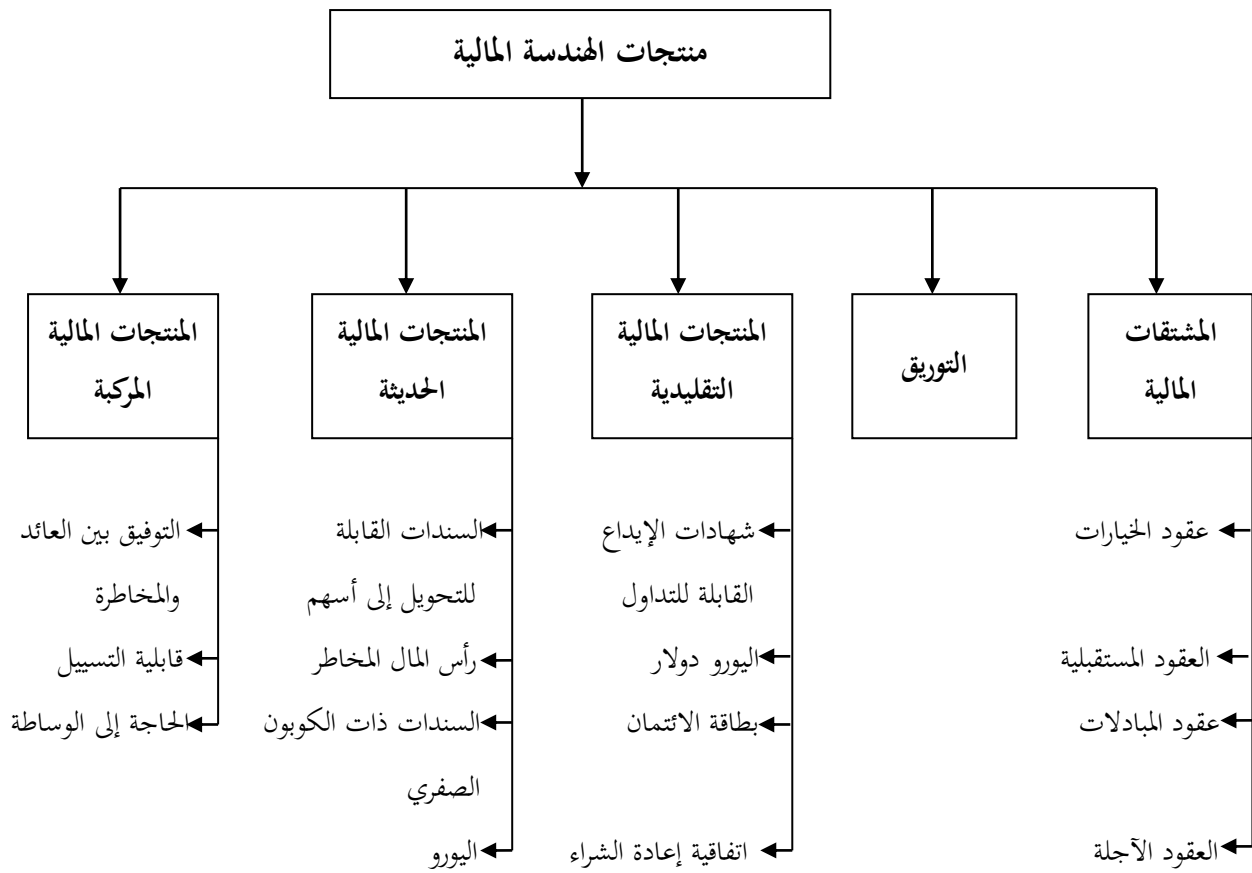 منتجات الهندسة المالية
المشتقات
المالية
التوريق
المنتجات المالية
التقليدية
المنتجات المالية
الحديثة
المنتجات المالية
المركبة
عقود الخيارات
العقود المستقبلية
عقود المبادلات
العقود الآجلة
شهادات الإيداع
القابلة للتداول
اليورو دولار
بطاقة الائتمان
اتفاقية إعادة الشراء
السندات القابلة
للتحويل إلى أسهم
رأس المال المخاطر
السندات ذات الكوبون
الصفري
اليورو
التوفيق بين العائد
والمخاطرة
قابلية التسييل
الحاجة إلى الوساطة